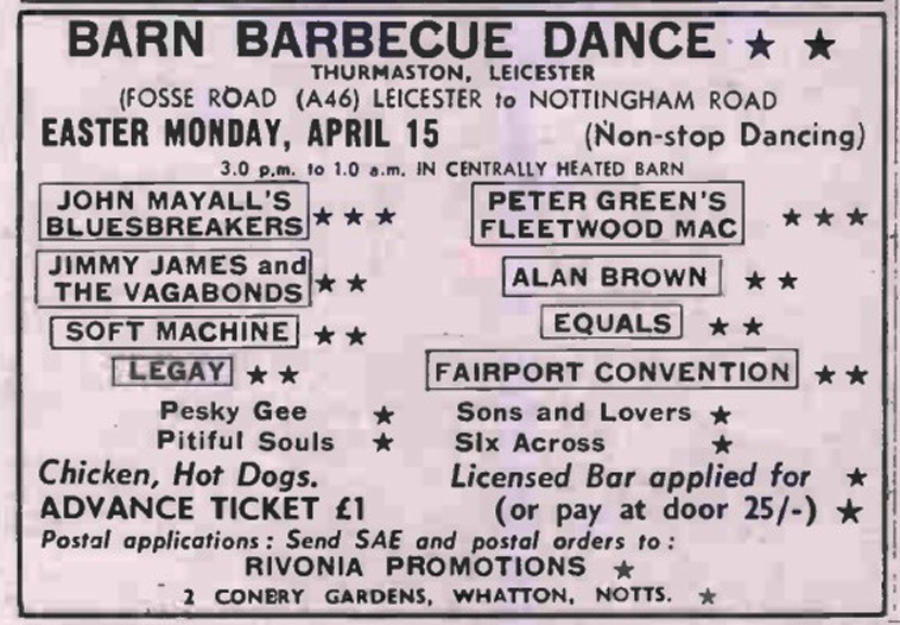 BARN BARBECUE DANCE ★ ★
THURMASTON, LEICESTER
(FOSSE ROAD (A46) LEICESTER to NOTTINGHAM ROAD
EASTER MONDAY, APRIL 15 (Non-stop Dancing)
3.0 p.m. to 1.0 a.m. IN CENTRALLY HEATED BARN
JOHN MAYALL'S
BLUESBREAKERS ★ ★ ★
PETER GREEN'S
FLEETWOOD MAC ★ ★ ★
JIMMY JAMES and
THE VAGABONDS ★ ★
ALAN BROWN ★ ★
SOFT MACHINE ★ ★
EQUALS ★ ★
LEGAY ★ ★
FAIRPORT CONVENTION ★ ★
Pesky Gee ★ Sons and Lovers ★
Pitiful Souls ★ Six Across ★
Chicken, Hot Dogs. Licensed Bar applied for ★
ADVANCE TICKET £1 (or pay at door 25/-) ★
Postal applications: Send SAE and postal orders to:
RIVONIA PROMOTIONS ★
2 CONERY GARDENS, WHATTON, NOTTS. ★